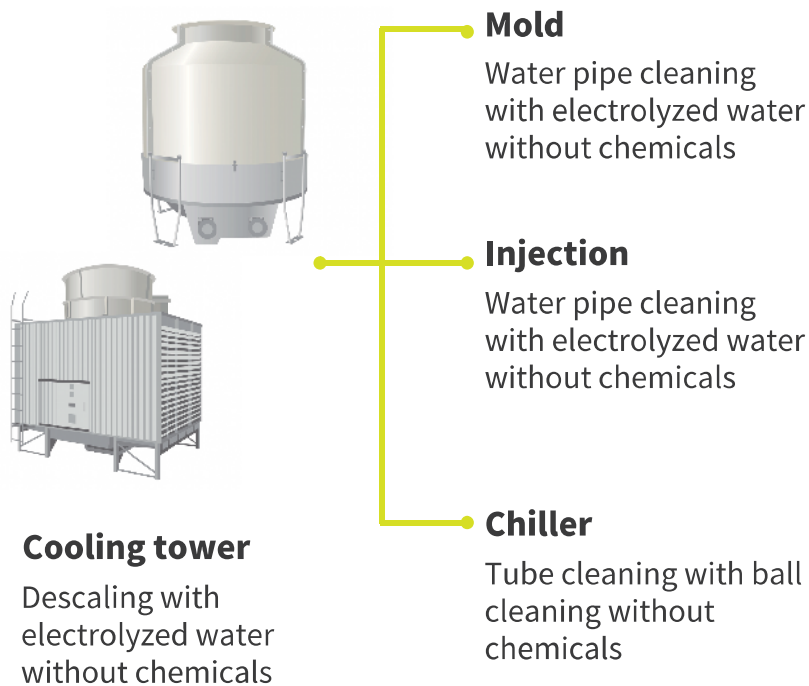 Mold
Water pipe cleaning
with electrolyzed water
without chemicals
Injection
Water pipe cleaning
with electrolyzed water
without chemicals
Chiller
Tube cleaning with ball
cleaning without
chemicals
Cooling tower
Descaling with
electrolyzed water
without chemicals